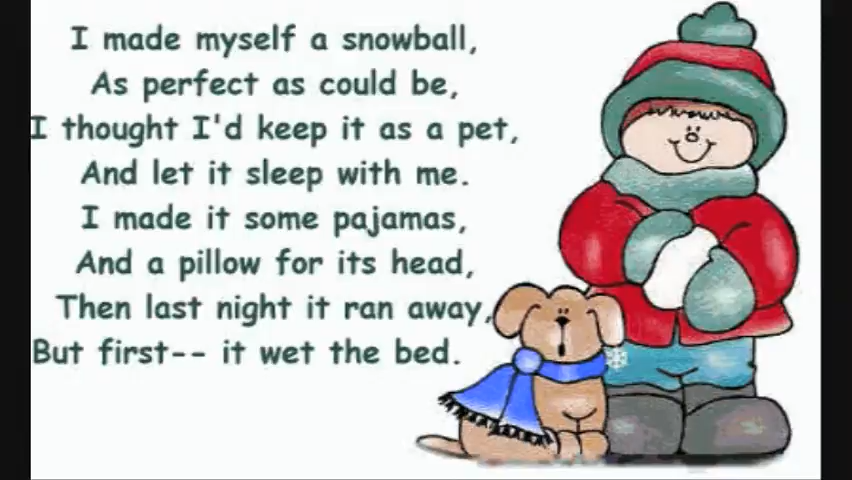 I made myself a snowball,
As perfect as could be,
I thought I'd keep it as a pet,
And let it sleep with me.
I made it some pajamas,
And a pillow for its head,
Then last night it ran away,
But first-- it wet the bed.